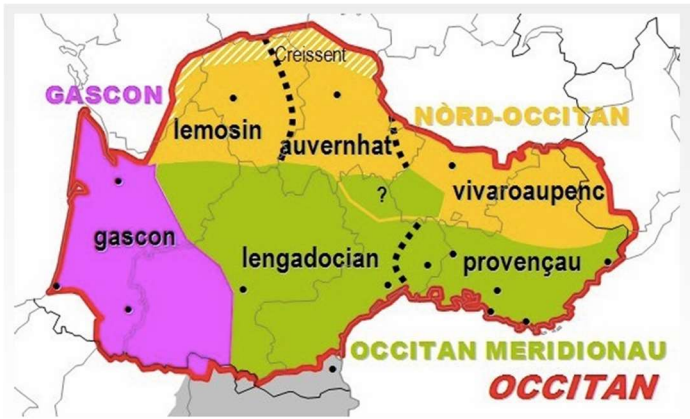 Creissent
GASCON
NÒRD-OCCITAN
lemosin
auvernhat
vivaroaupenc
?
gascon
lengadocian
provençau
OCCITAN MERIDIONAU
OCCITAN